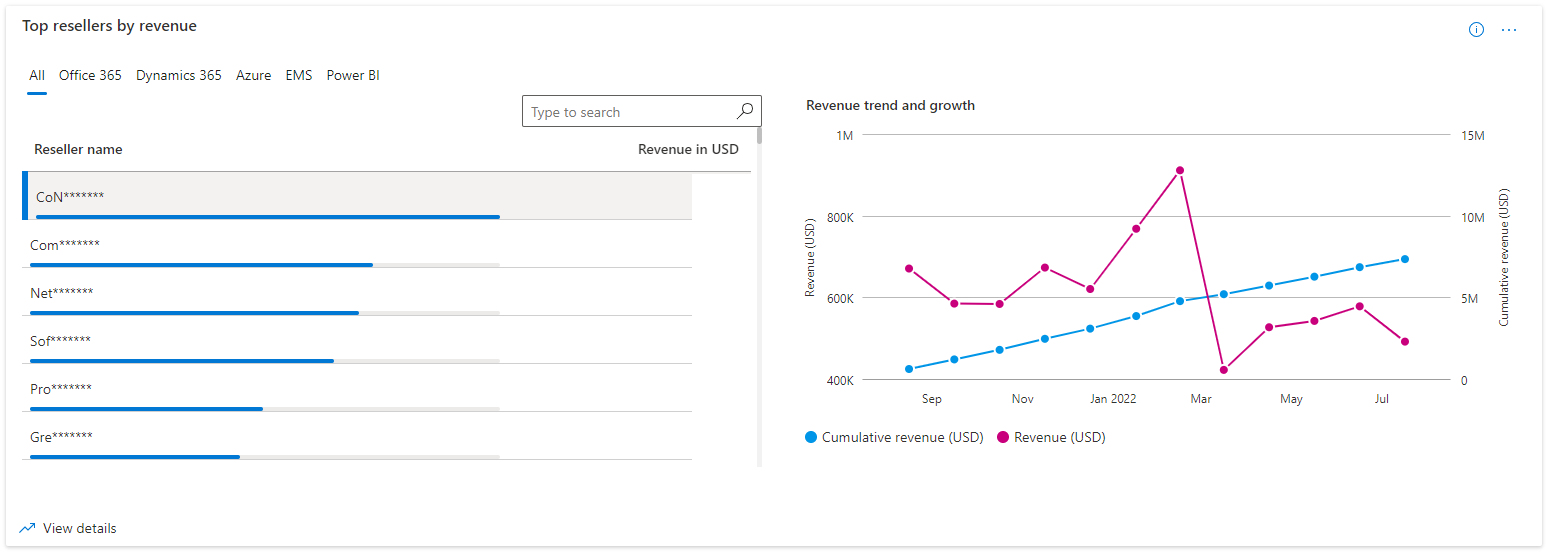 Top resellers by revenue
All Office 365 Dynamics 365 Azure EMS Power BI
Type to search
Reseller name Revenue in USD
CoN*******
Com*******
Net*******
Sof*******
Pro*******
Gre*******
View details
Revenue trend and growth
1M 15M
800K 10M
600K 5M
400K 0
Revenue (USD)
Cumulative revenue (USD)
Sep Nov Jan 2022 Mar May Jul
Cumulative revenue (USD) Revenue (USD)